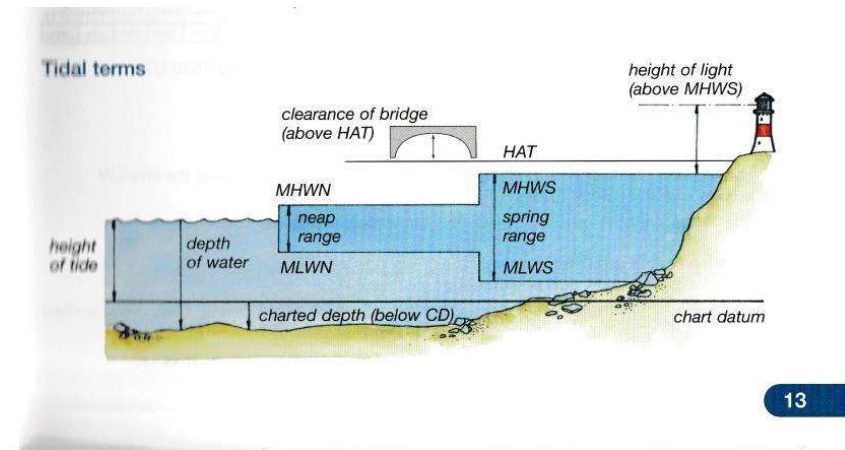 Tidal terms
height of light
(above MHWS)
clearance of bridge
(above HAT)
HAT
MHWN
MHWS
neap
range
spring
range
height
of tide
depth
of water
MLWN
MLWS
charted depth (below CD)
chart datum
13